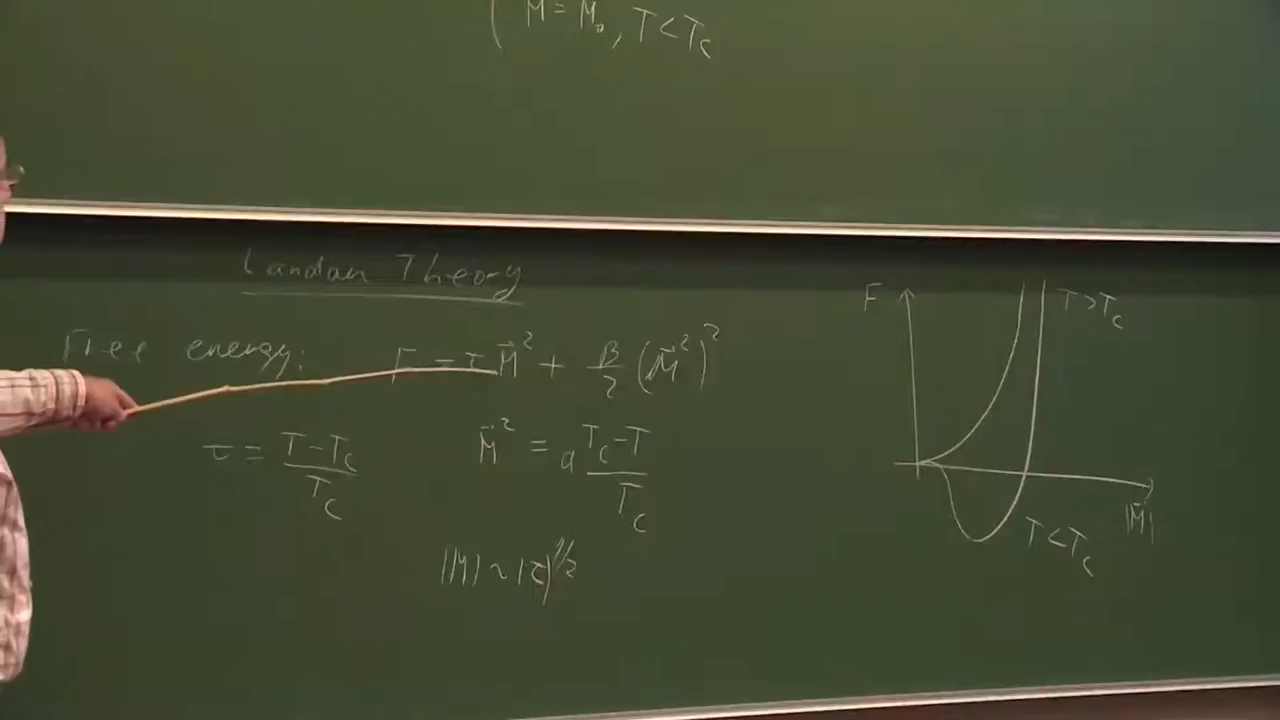 M = M₀, T < T_C
Landau Theory
Free energy: F = τ M⃗² + β/2 (M⃗²)²
τ = (T - T_C)/T_C
M⃗² = a (T_C - T)/T_C
|M| ~ |τ|^{1/2}
F
T > T_C
|M⃗|
T < T_C